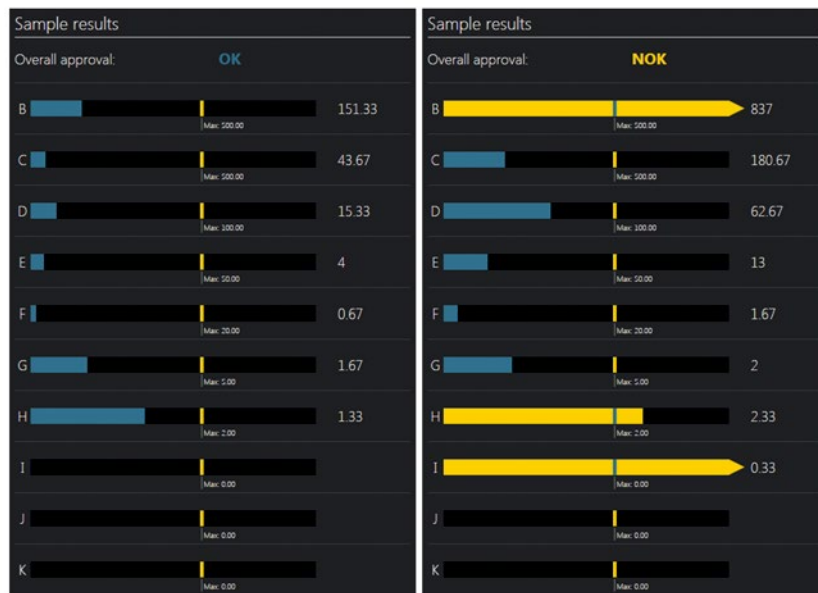 Sample results
Overall approval: OK
B 151.33
Max: 500.00
C 43.67
Max: 500.00
D 15.33
Max: 100.00
E 4
Max: 50.00
F 0.67
Max: 20.00
G 1.67
Max: 5.00
H 1.33
Max: 2.00
I
Max: 0.00
J
Max: 0.00
K
Max: 0.00
Sample results
Overall approval: NOK
B 837
Max: 500.00
C 180.67
Max: 500.00
D 62.67
Max: 100.00
E 13
Max: 50.00
F 1.67
Max: 20.00
G 2
Max: 5.00
H 2.33
Max: 2.00
I 0.33
Max: 0.00
J
Max: 0.00
K
Max: 0.00